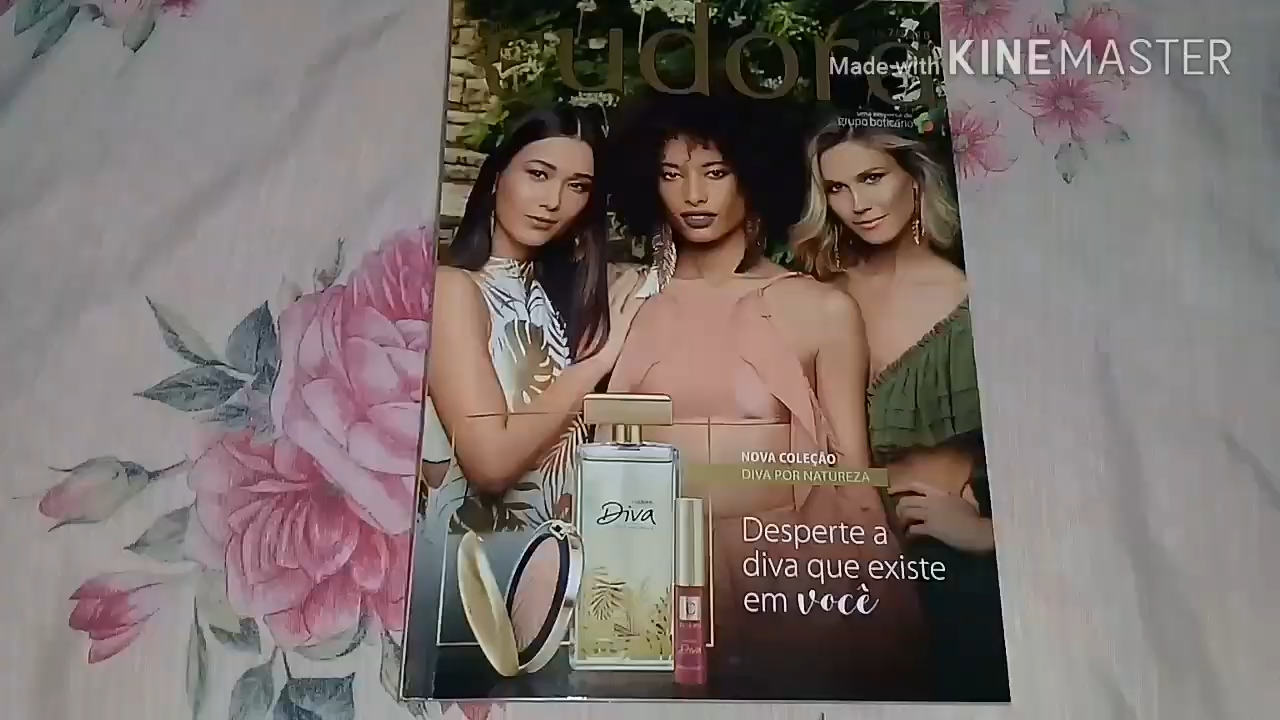 eudora
Made with KINEMASTER
uma empresa do
grupo boticário
NOVA COLEÇÃO
DIVA POR NATUREZA
Diva
Desperte a
diva que existe
em você
Diva